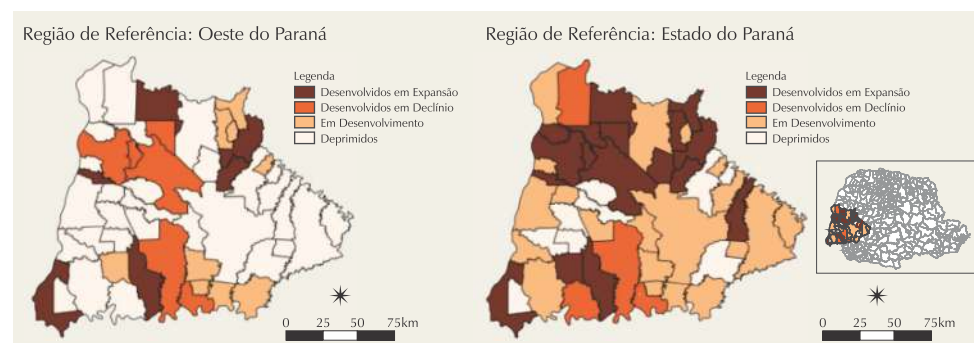 Região de Referência: Oeste do Paraná
Legenda
Desenvolvidos em Expansão
Desenvolvidos em Declínio
Em Desenvolvimento
Deprimidos
0 25 50 75km
Região de Referência: Estado do Paraná
Legenda
Desenvolvidos em Expansão
Desenvolvidos em Declínio
Em Desenvolvimento
Deprimidos
0 25 50 75km